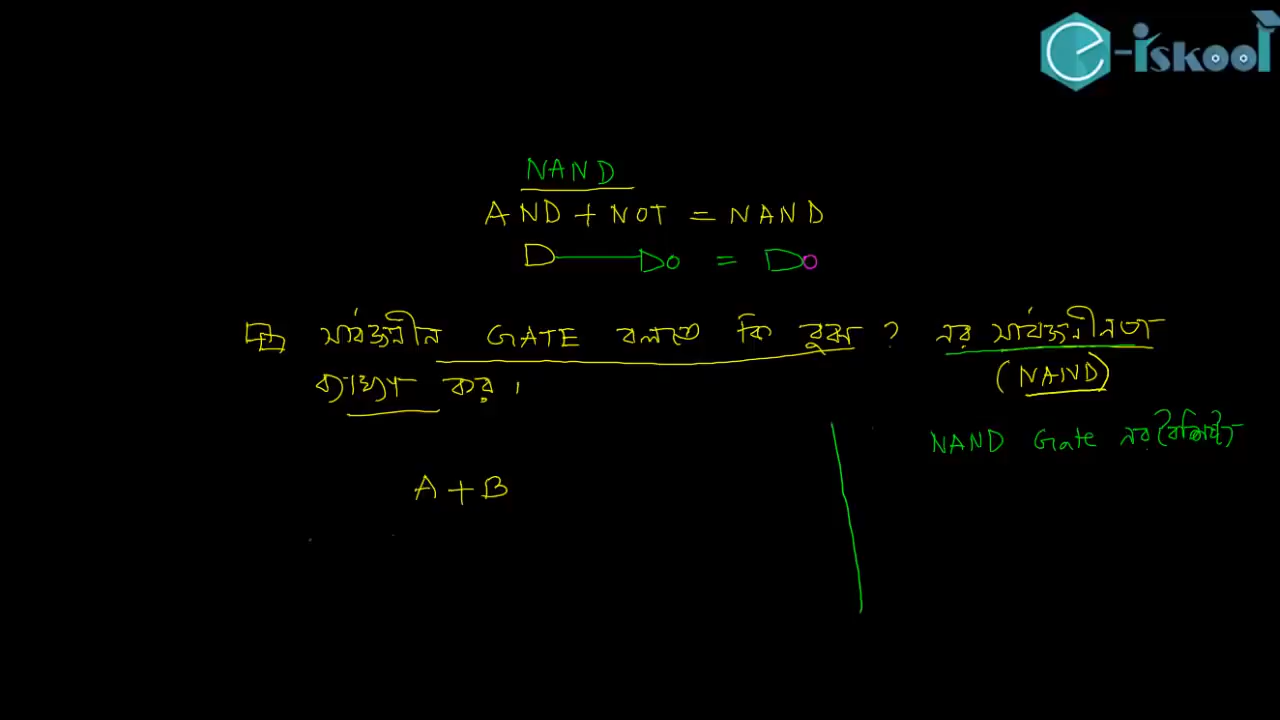 e-iskool
NAND
AND + NOT = NAND
সার্বজনীন GATE বলতে কি বুঝ ? এর সার্বজনীনতা
(NAND)
ব্যাখ্যা কর ।
NAND Gate এর বৈশিষ্ট্য
A + B